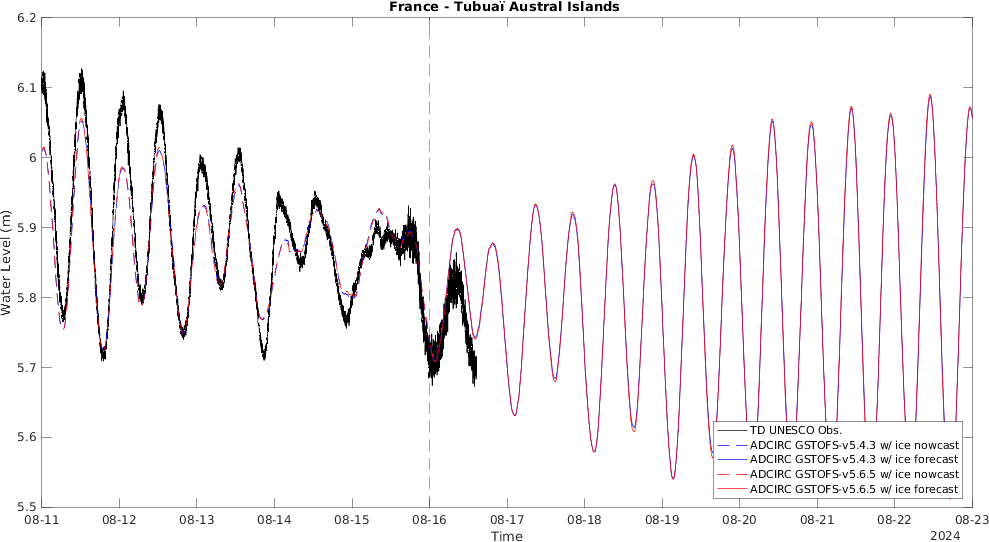 France - Tubuaï Austral Islands
6.2
6.1
6
5.9
5.8
5.7
5.6
5.5
Water Level (m)
TD UNESCO Obs.
ADCIRC GSTOFS-v5.4.3 w/ ice nowcast
ADCIRC GSTOFS-v5.4.3 w/ ice forecast
ADCIRC GSTOFS-v5.6.5 w/ ice nowcast
ADCIRC GSTOFS-v5.6.5 w/ ice forecast
08-11 08-12 08-13 08-14 08-15 08-16 08-17 08-18 08-19 08-20 08-21 08-22 08-23
Time
2024